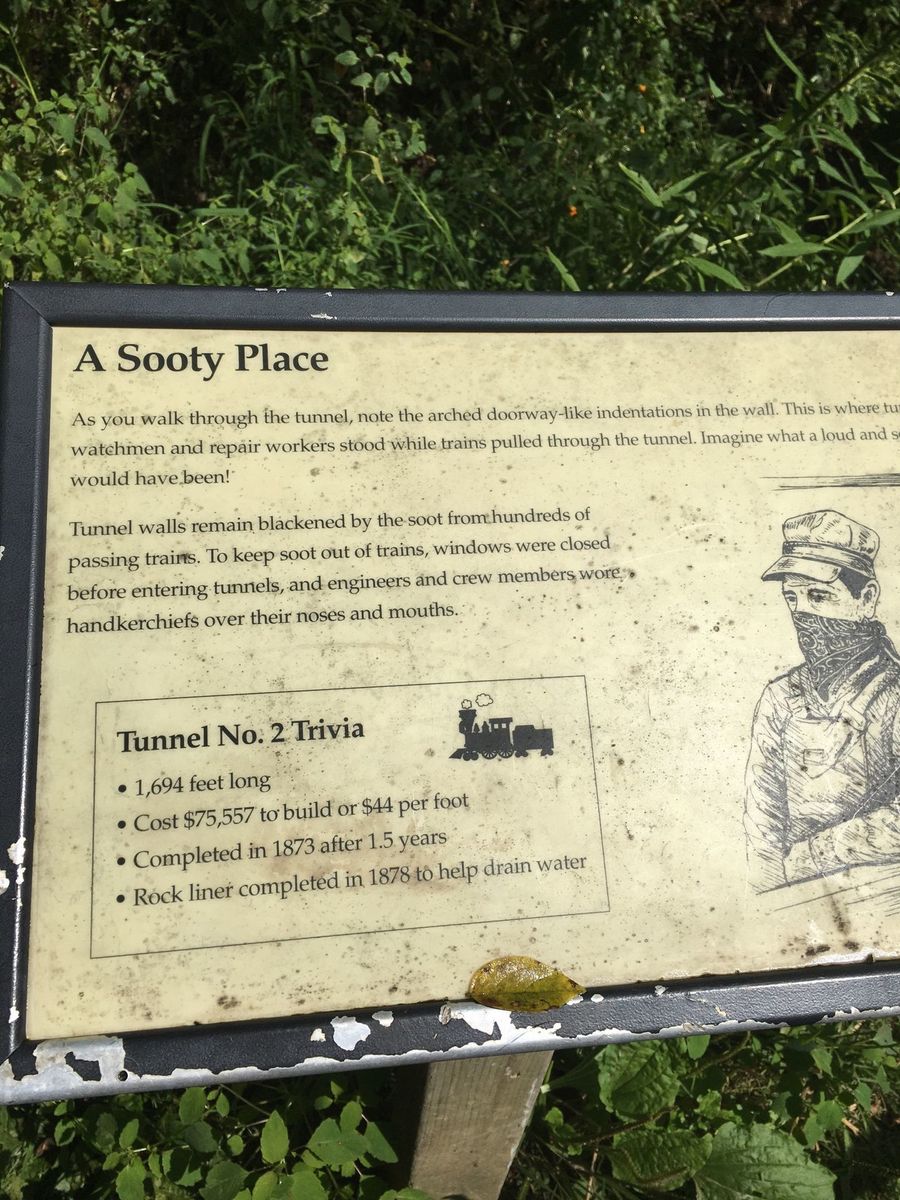 A Sooty Place
As you walk through the tunnel, note the arched doorway-like indentations in the wall. This is where
watchmen and repair workers stood while trains pulled through the tunnel. Imagine what a loud and
would have been!
Tunnel walls remain blackened by the soot from hundreds of
passing trains. To keep soot out of trains, windows were closed
before entering tunnels, and engineers and crew members wore
handkerchiefs over their noses and mouths.
Tunnel No. 2 Trivia
• 1,694 feet long
• Cost $75,557 to build or $44 per foot
• Completed in 1873 after 1.5 years
• Rock liner completed in 1878 to help drain water